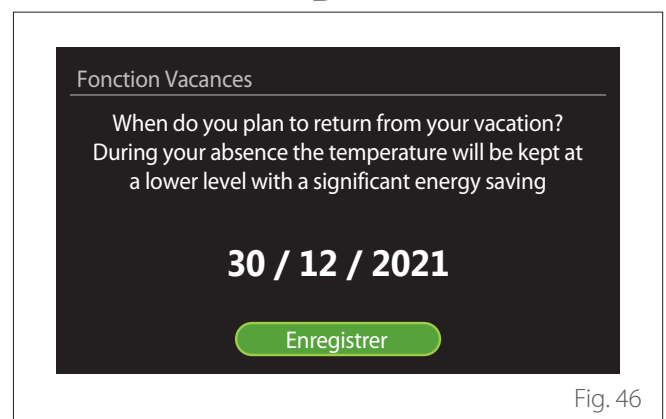 Fonction Vacances
When do you plan to return from your vacation?
During your absence the temperature will be kept at
a lower level with a significant energy saving
30 / 12 / 2021
Enregistrer
Fig. 46